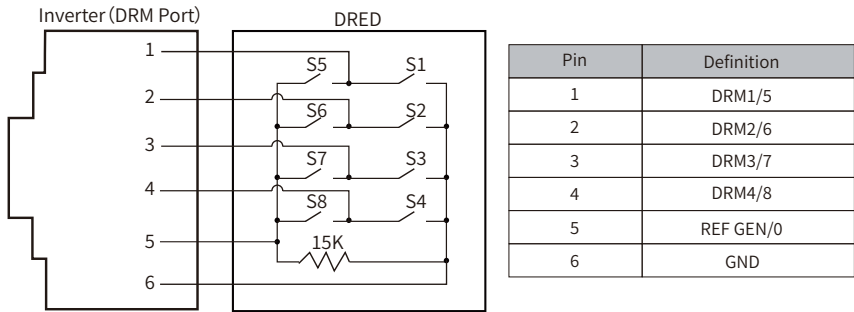 Inverter (DRM Port)
DRED
1
S5
S1
2
S6
S2
3
S7
S3
4
S8
S4
5
15K
6
Pin Definition
1 DRM1/5
2 DRM2/6
3 DRM3/7
4 DRM4/8
5 REF GEN/0
6 GND